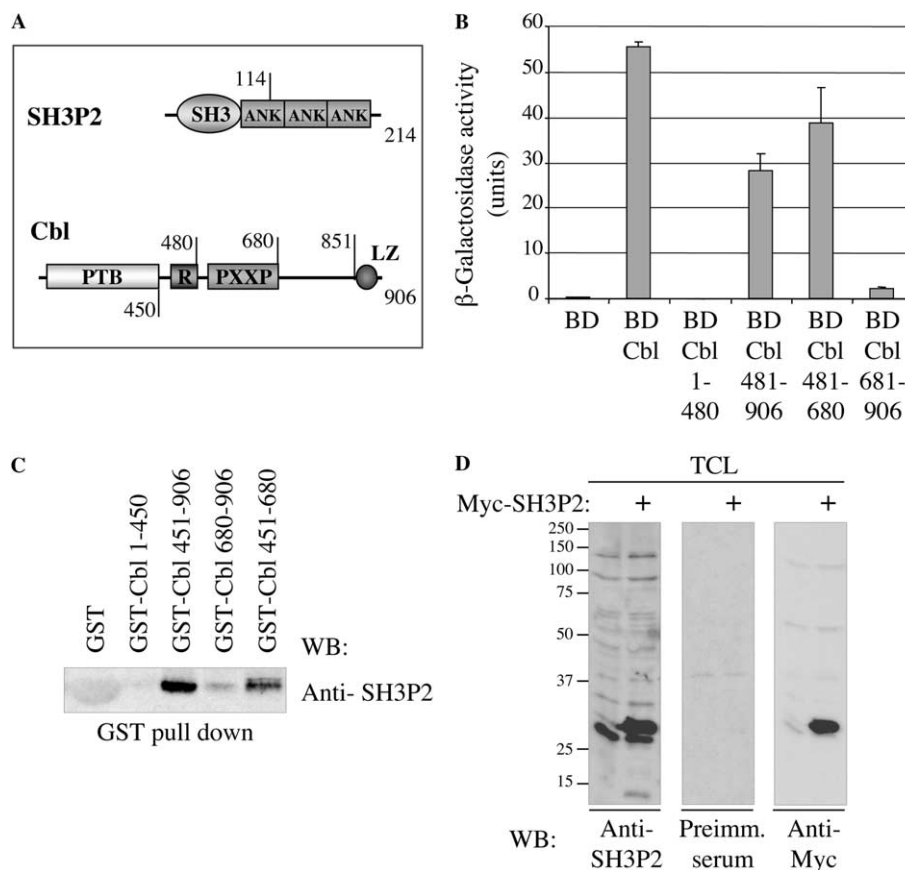 A
SH3P2
114
SH3
ANK
ANK
ANK
214
Cbl
480
680
851
LZ
PTB
R
PXXP
450
906
B
β-Galactosidase activity
(units)
60
50
40
30
20
10
0
BD
BD
Cbl
BD
Cbl
1-
480
BD
Cbl
481-
906
BD
Cbl
481-
680
BD
Cbl
681-
906
C
GST
GST-Cbl 1-450
GST-Cbl 451-906
GST-Cbl 680-906
GST-Cbl 451-680
WB:
Anti- SH3P2
GST pull down
D
TCL
Myc-SH3P2: + + +
250
150
100
75
50
37
25
15
WB:
Anti-
SH3P2
Preimm.
serum
Anti-
Myc